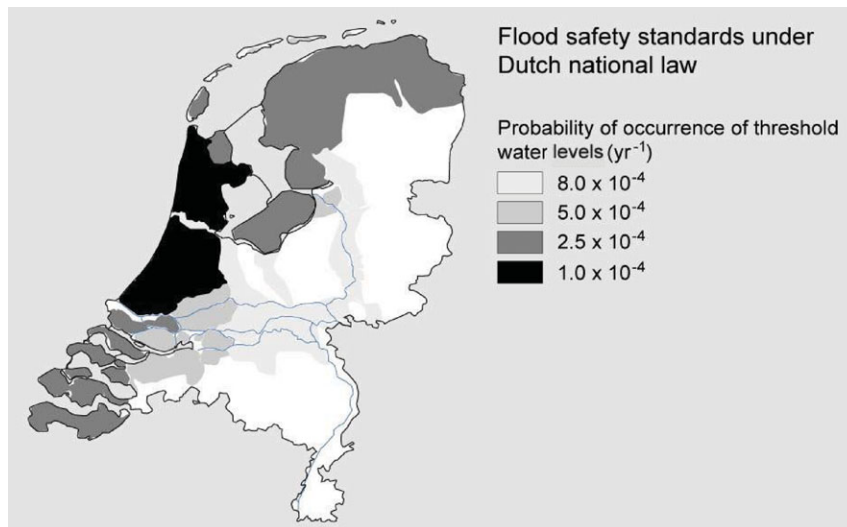 Flood safety standards under
Dutch national law
Probability of occurrence of threshold
water levels (yr⁻¹)
8.0 x 10⁻⁴
5.0 x 10⁻⁴
2.5 x 10⁻⁴
1.0 x 10⁻⁴